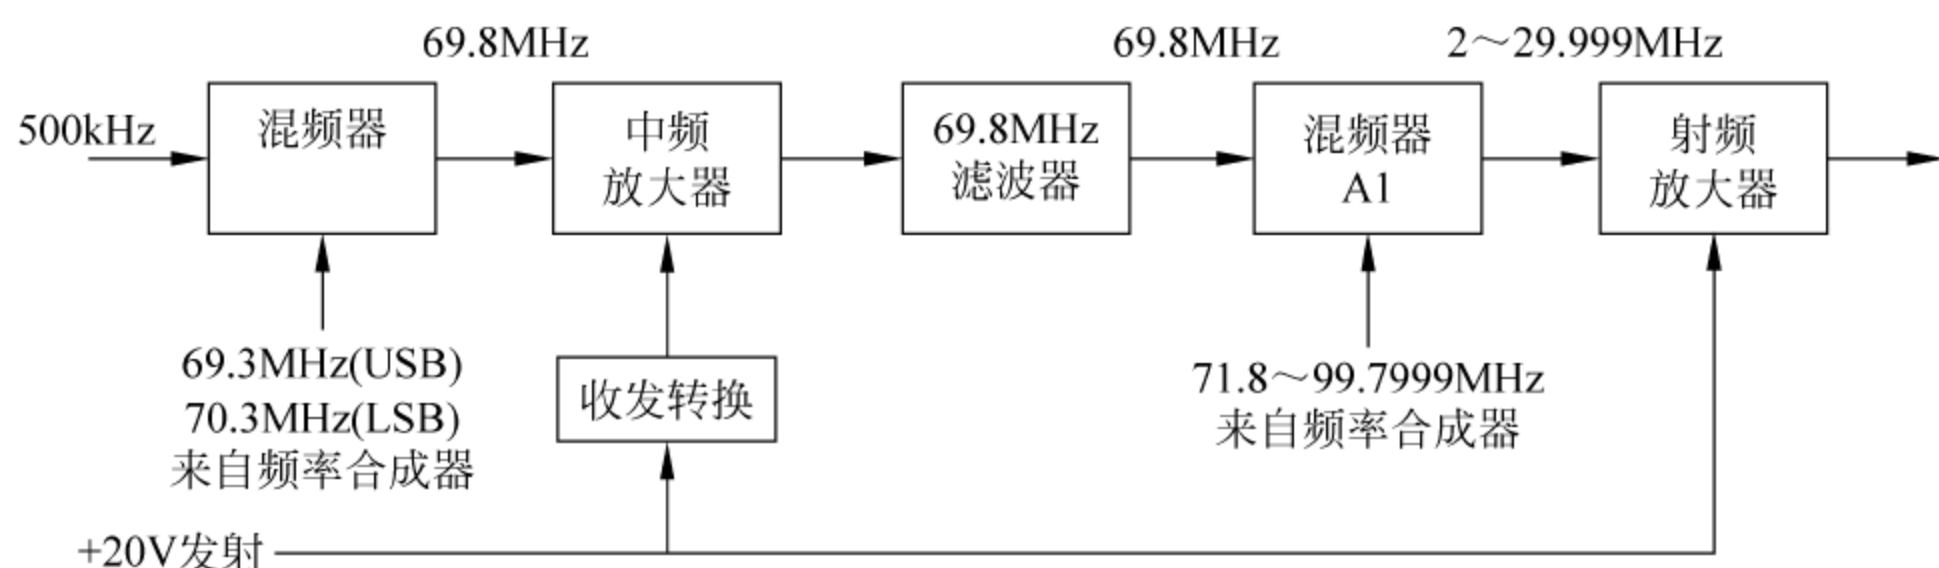 69.8MHz
69.8MHz
2～29.999MHz
500kHz
混频器
中频
放大器
69.8MHz
滤波器
混频器
A1
射频
放大器
69.3MHz(USB)
70.3MHz(LSB)
来自频率合成器
收发转换
71.8～99.7999MHz
来自频率合成器
+20V发射